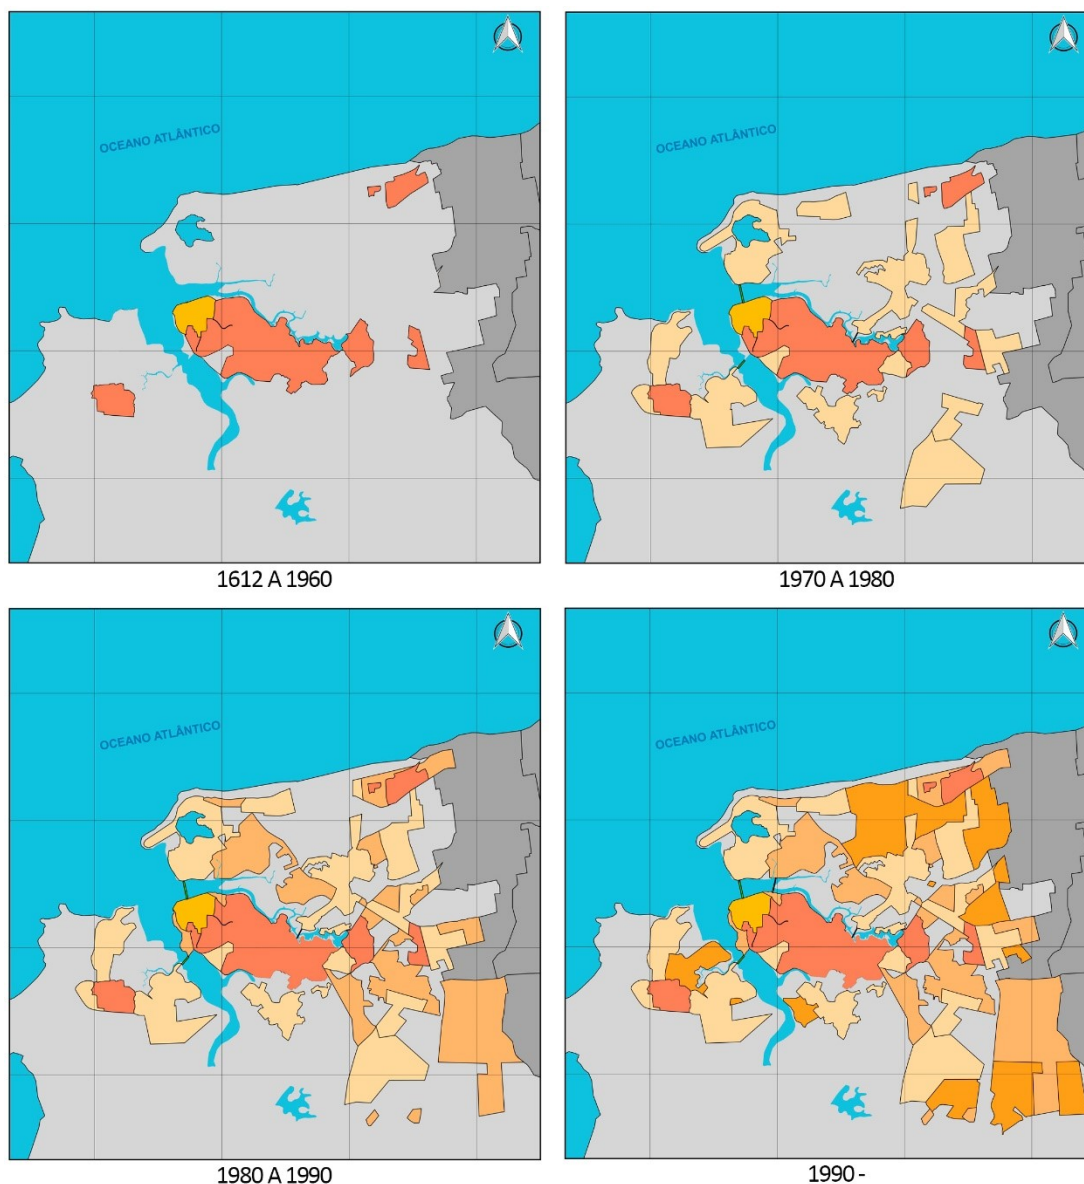 OCEANO ATLÂNTICO
OCEANO ATLÂNTICO
1612 A 1960
1970 A 1980
OCEANO ATLÂNTICO
OCEANO ATLÂNTICO
1980 A 1990
1990 -